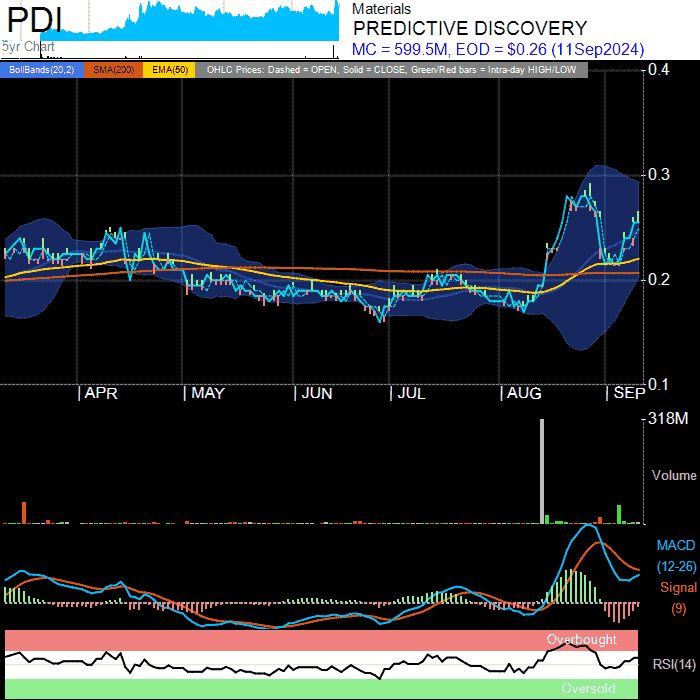 PDI
5yr Chart
Materials
PREDICTIVE DISCOVERY
MC = 599.5M, EOD = $0.26 (11Sep2024)
BollBands(20,2) SMA(200) EMA(50) OHLC Prices: Dashed = OPEN, Solid = CLOSE, Green/Red bars = Intra-day HIGH/LOW
0.4
0.3
0.2
0.1
| APR | MAY | JUN | JUL | AUG | SEP
318M
Volume
MACD
(12-26)
Signal
(9)
Overbought
RSI(14)
Oversold